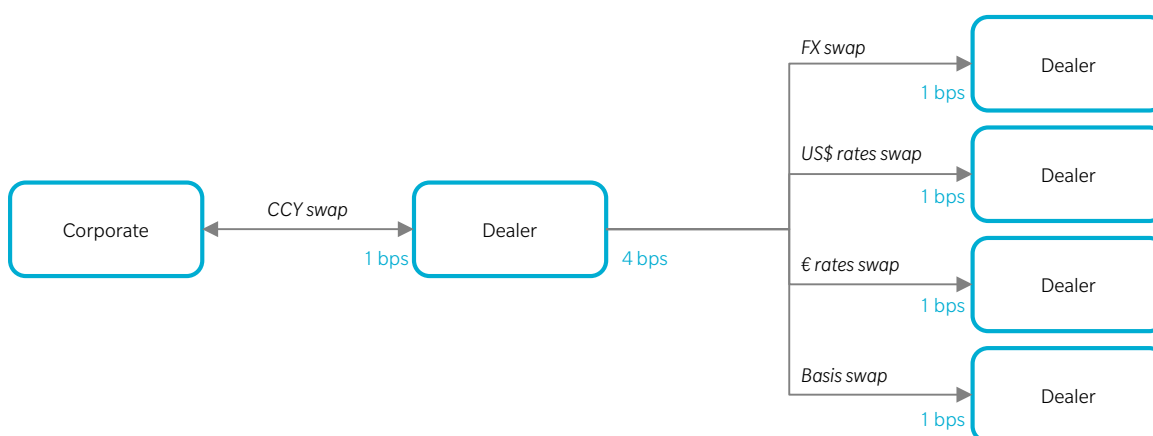 FX swap
Dealer
1 bps
US$ rates swap
Dealer
1 bps
CCY swap
Corporate
Dealer
1 bps
4 bps
€ rates swap
Dealer
1 bps
Basis swap
Dealer
1 bps